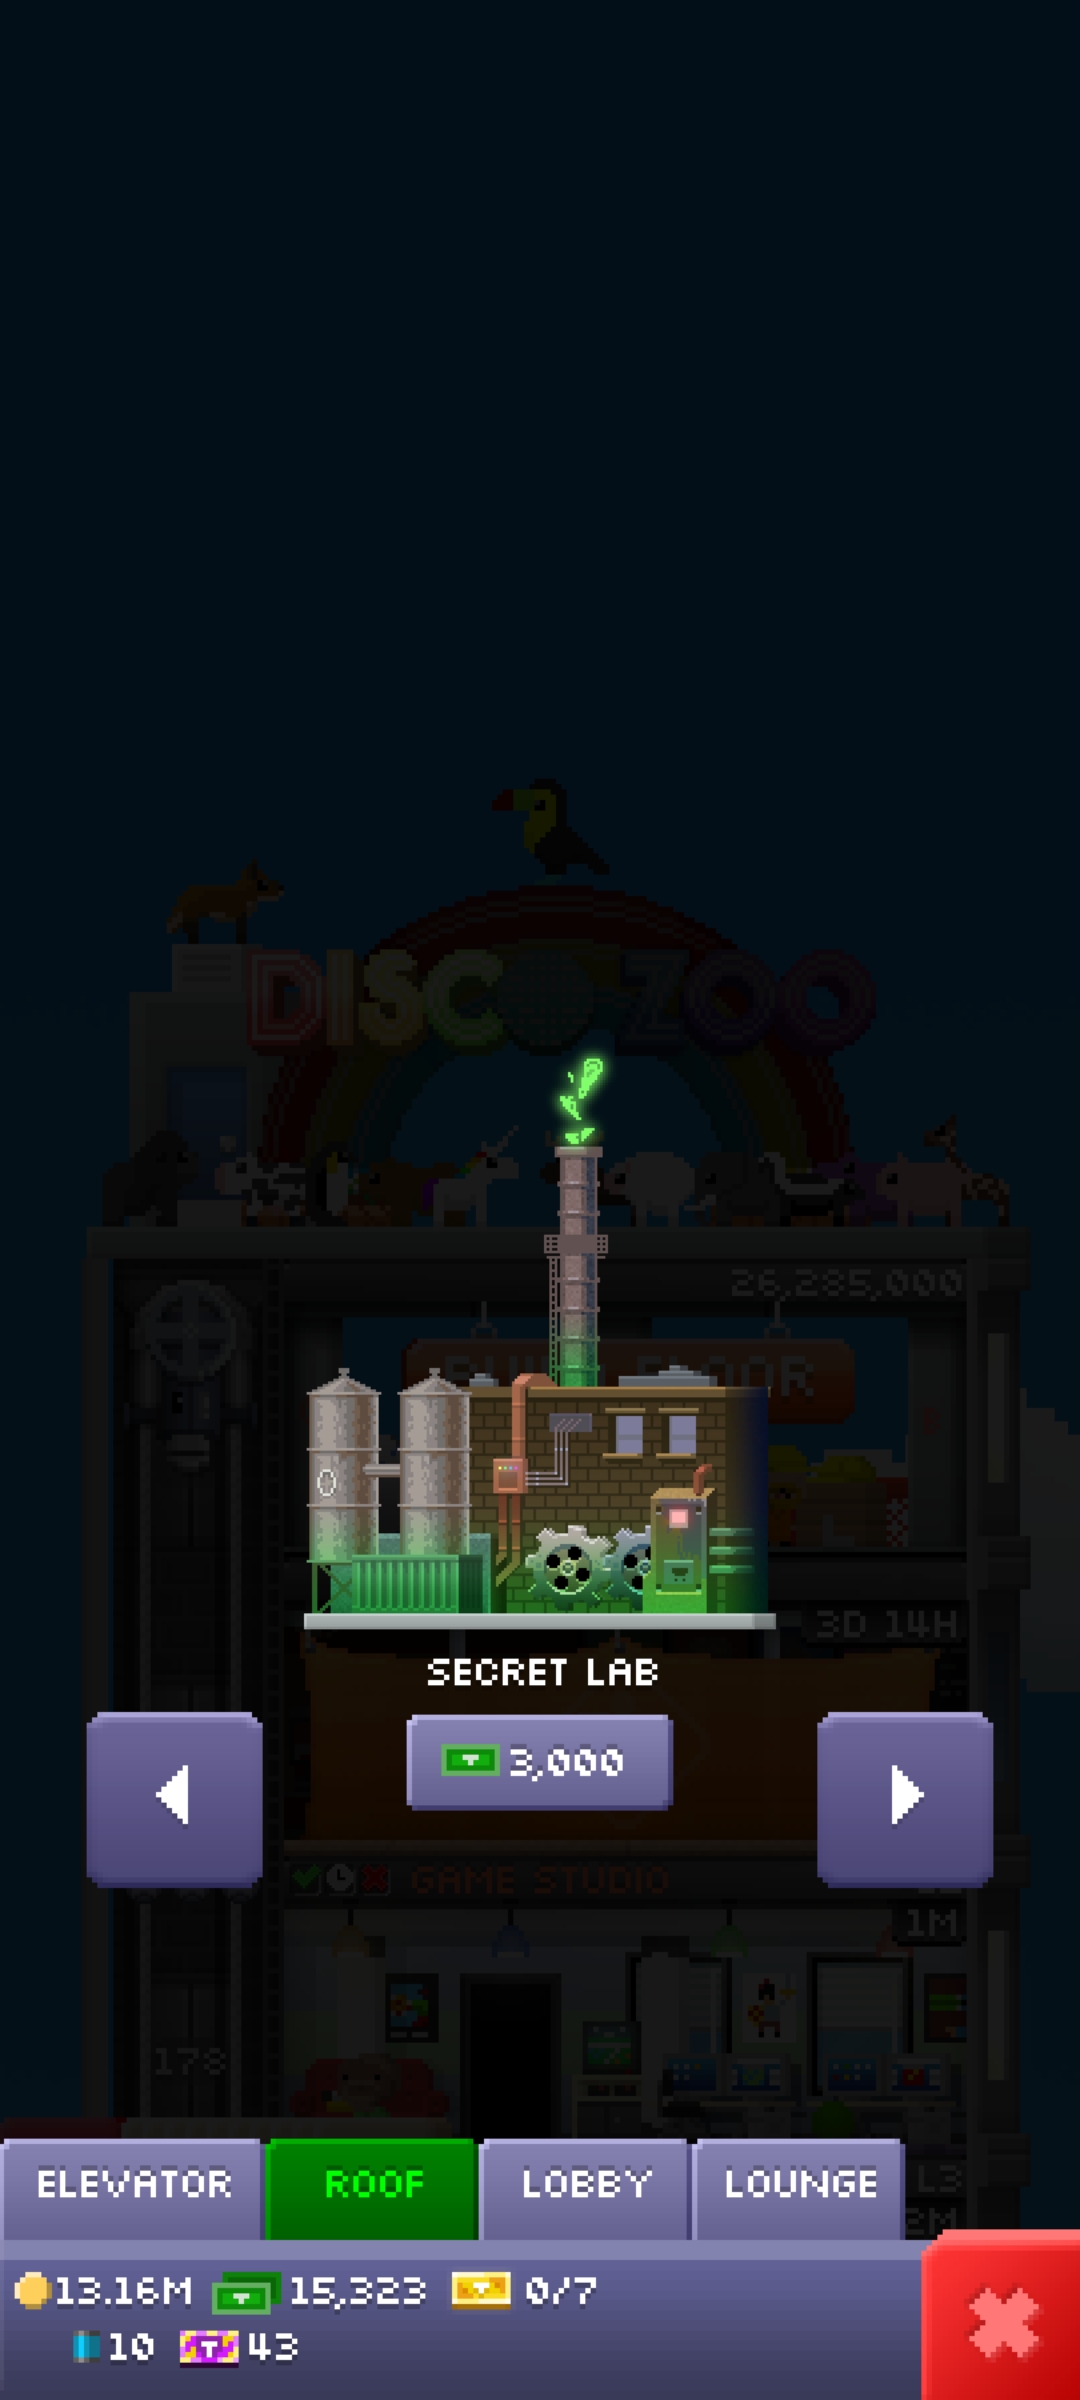 DISCO ZOO
26,285,000
BUILD FLOOR
3D 14H
SECRET LAB
3,000
GAME STUDIO
1M
178
ELEVATOR
ROOF
LOBBY
LOUNGE
L3
2M
13.16M
15,323
0/7
10
43